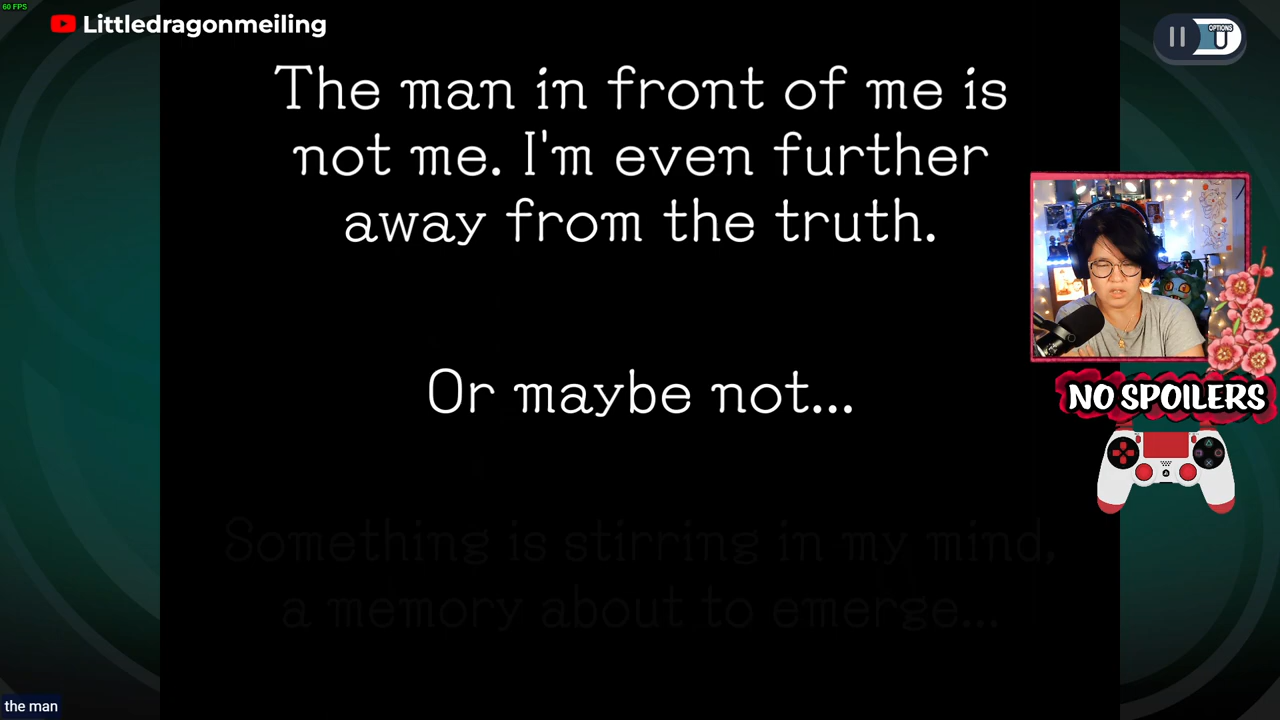 60 FPS
Littledragonmeiling
OPTIONS
The man in front of me is
not me. I'm even further
away from the truth.
Or maybe not...
NO SPOILERS
Something is stirring in my mind,
a memory about to emerge...
the man